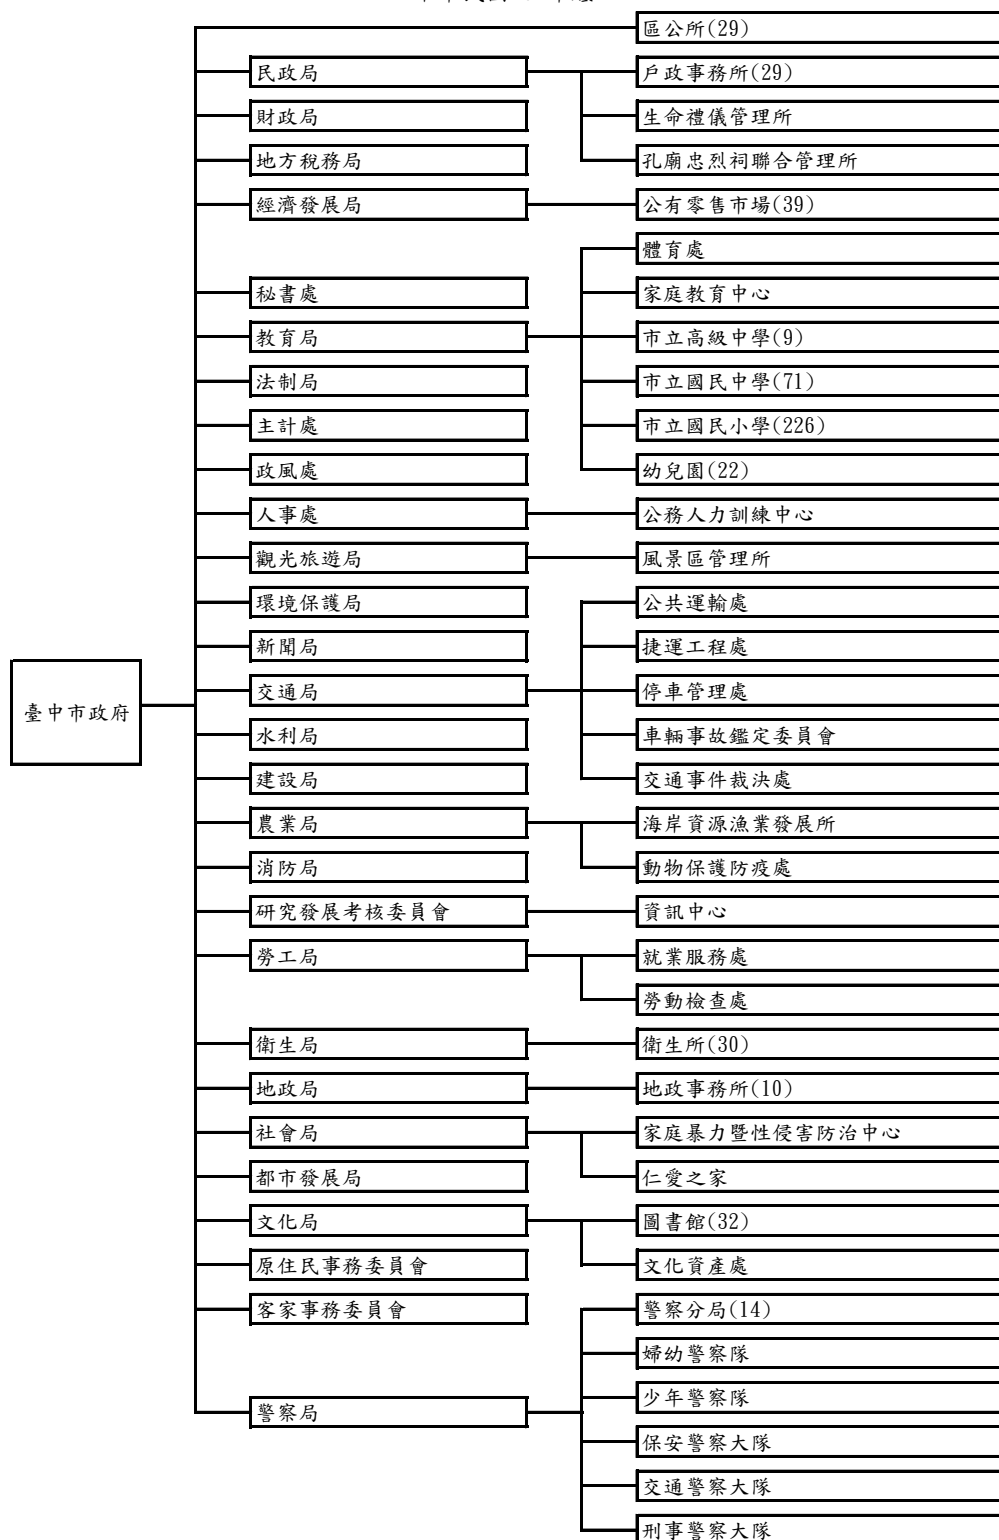 區公所(29)
民政局
戶政事務所(29)
財政局
生命禮儀管理所
地方稅務局
孔廟忠烈祠聯合管理所
經濟發展局
公有零售市場(39)
體育處
秘書處
家庭教育中心
教育局
市立高級中學(9)
法制局
市立國民中學(71)
主計處
市立國民小學(226)
政風處
幼兒園(22)
人事處
公務人力訓練中心
觀光旅遊局
風景區管理所
環境保護局
公共運輸處
新聞局
捷運工程處
臺中市政府
交通局
停車管理處
水利局
車輛事故鑑定委員會
建設局
交通事件裁決處
農業局
海岸資源漁業發展所
消防局
動物保護防疫處
研究發展考核委員會
資訊中心
勞工局
就業服務處
勞動檢查處
衛生局
衛生所(30)
地政局
地政事務所(10)
社會局
家庭暴力暨性侵害防治中心
都市發展局
仁愛之家
文化局
圖書館(32)
原住民事務委員會
文化資產處
客家事務委員會
警察分局(14)
婦幼警察隊
警察局
少年警察隊
保安警察大隊
交通警察大隊
刑事警察大隊